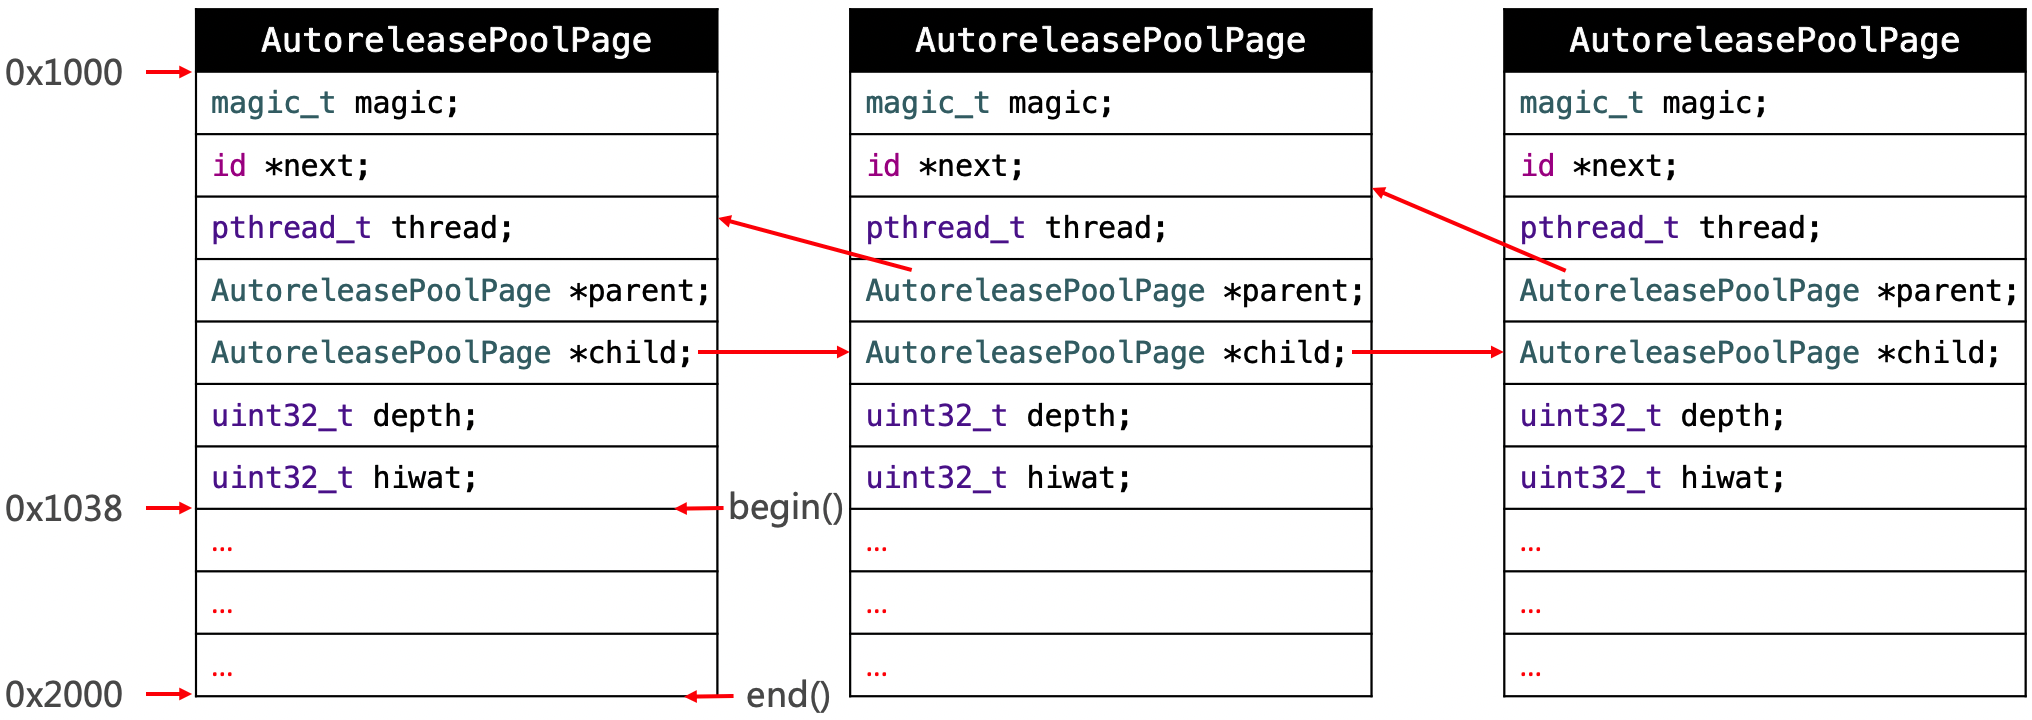 AutoreleasePoolPage AutoreleasePoolPage AutoreleasePoolPage
0x1000
magic_t magic; magic_t magic; magic_t magic;
id *next; id *next; id *next;
pthread_t thread; pthread_t thread; pthread_t thread;
AutoreleasePoolPage *parent; AutoreleasePoolPage *parent; AutoreleasePoolPage *parent;
AutoreleasePoolPage *child; AutoreleasePoolPage *child; AutoreleasePoolPage *child;
uint32_t depth; uint32_t depth; uint32_t depth;
uint32_t hiwat; uint32_t hiwat; uint32_t hiwat;
0x1038 begin()
... ... ...
... ... ...
... ... ...
0x2000 end()